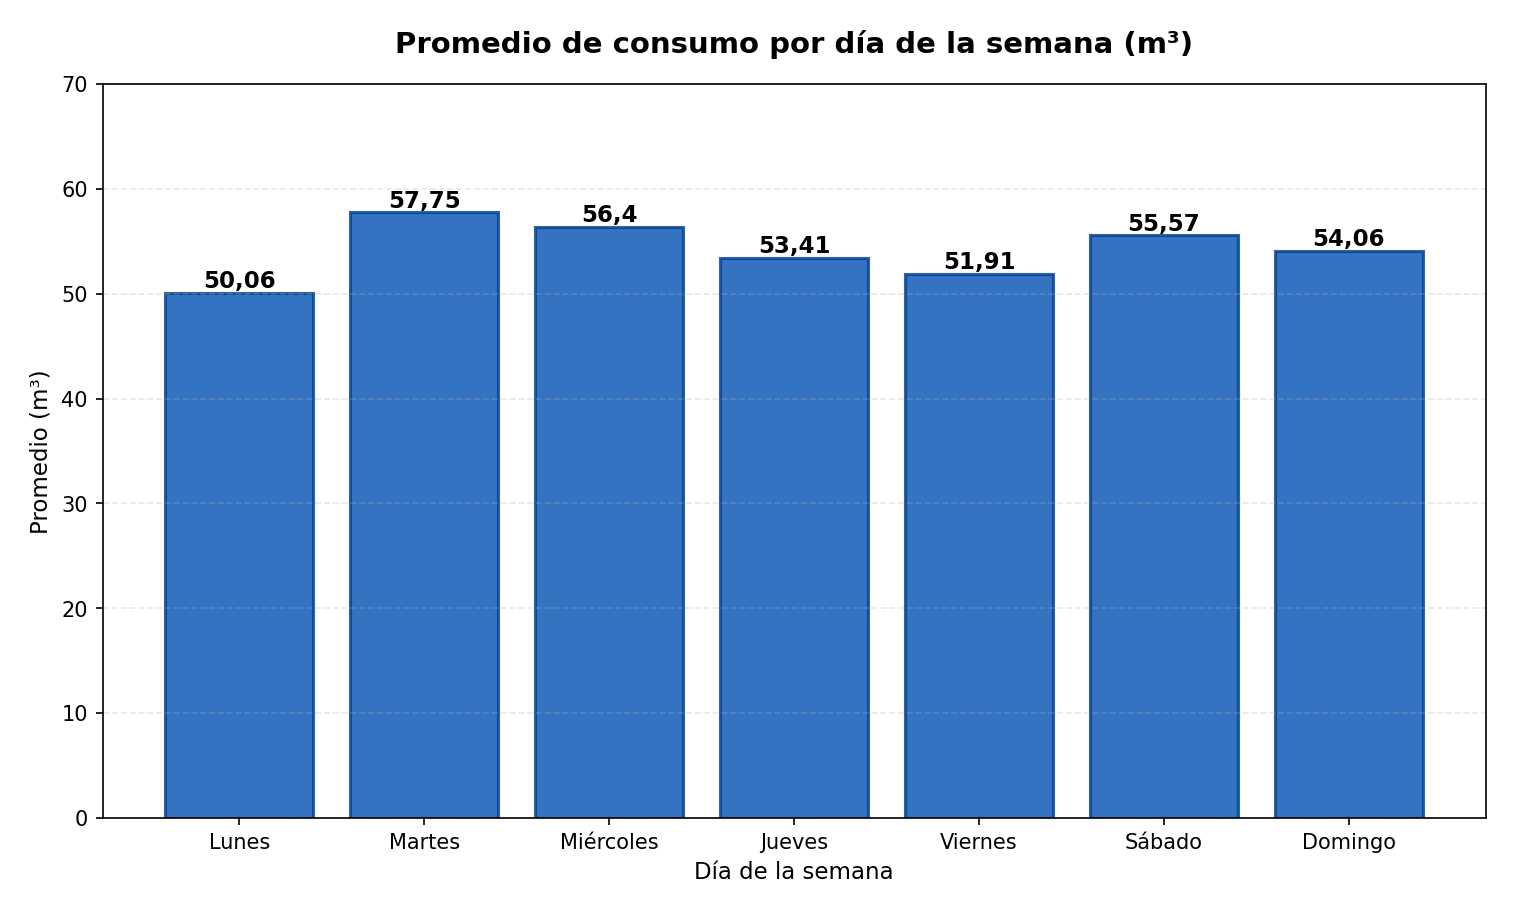 Promedio de consumo por día de la semana (m³)
Promedio (m³)
70
60
50
40
30
20
10
0
50,06
57,75
56,4
53,41
51,91
55,57
54,06
Lunes
Martes
Miércoles
Jueves
Viernes
Sábado
Domingo
Día de la semana